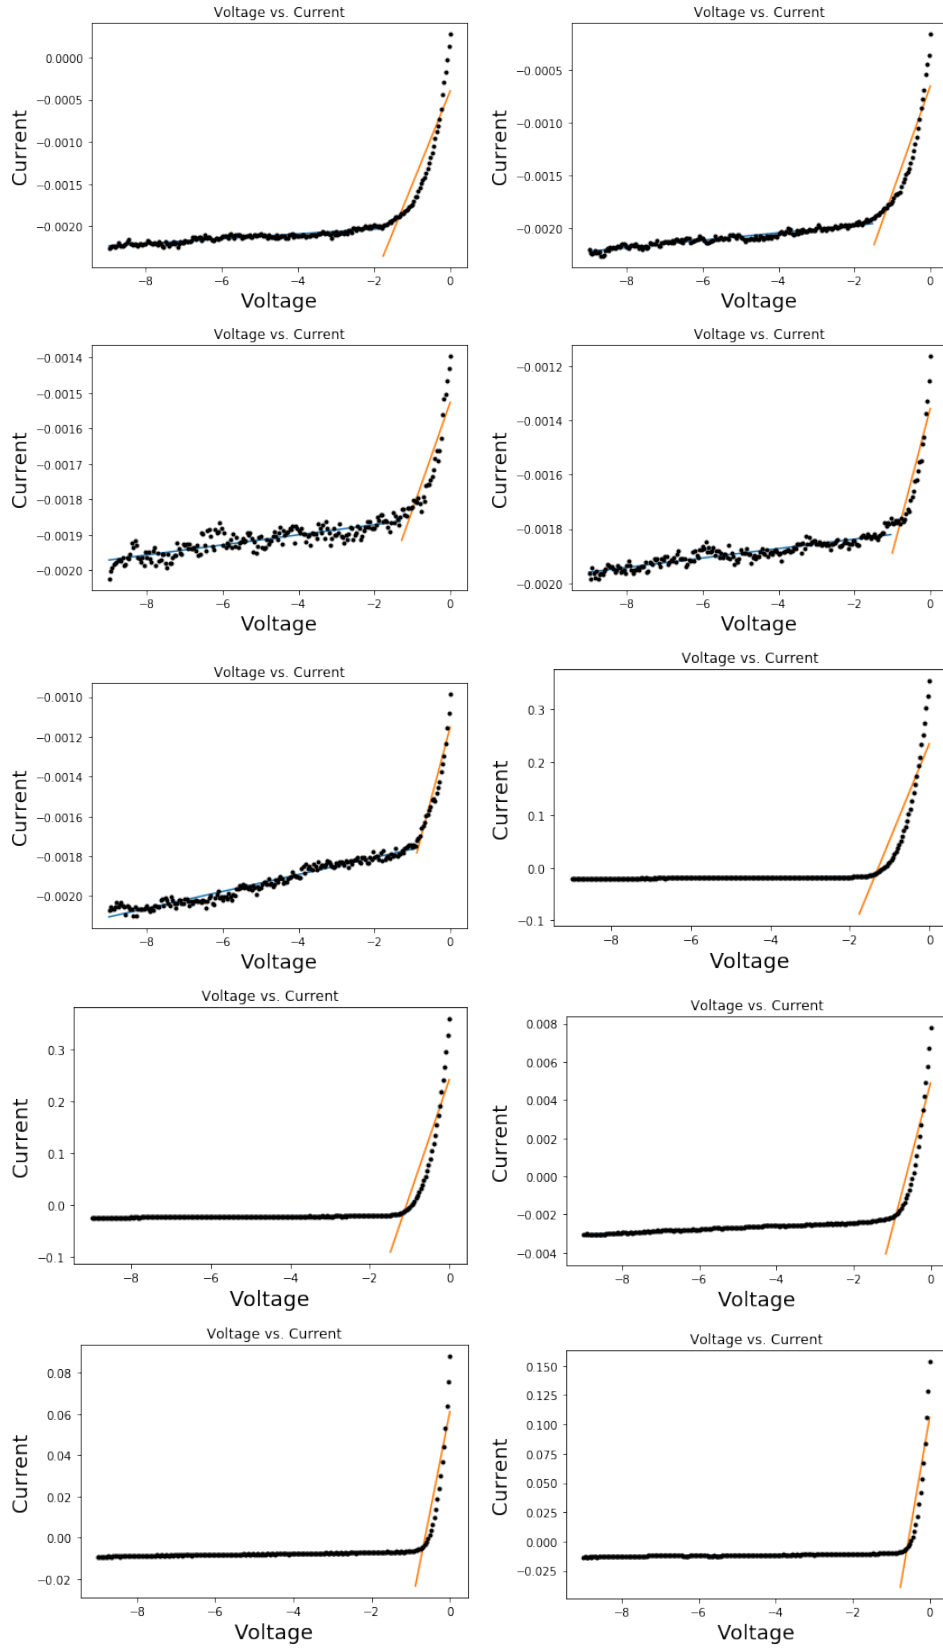 Voltage vs. Current
0.0000
−0.0005
−0.0010
−0.0015
−0.0020
Current
−8 −6 −4 −2 0
Voltage
Voltage vs. Current
−0.0005
−0.0010
−0.0015
−0.0020
Current
−8 −6 −4 −2 0
Voltage
Voltage vs. Current
−0.0014
−0.0015
−0.0016
−0.0017
−0.0018
−0.0019
−0.0020
Current
−8 −6 −4 −2 0
Voltage
Voltage vs. Current
−0.0012
−0.0014
−0.0016
−0.0018
−0.0020
Current
−8 −6 −4 −2 0
Voltage
Voltage vs. Current
−0.0010
−0.0012
−0.0014
−0.0016
−0.0018
−0.0020
Current
−8 −6 −4 −2 0
Voltage
Voltage vs. Current
0.3
0.2
0.1
0.0
−0.1
Current
−8 −6 −4 −2 0
Voltage
Voltage vs. Current
0.3
0.2
0.1
0.0
−0.1
Current
−8 −6 −4 −2 0
Voltage
Voltage vs. Current
0.008
0.006
0.004
0.002
0.000
−0.002
−0.004
Current
−8 −6 −4 −2 0
Voltage
Voltage vs. Current
0.08
0.06
0.04
0.02
0.00
−0.02
Current
−8 −6 −4 −2 0
Voltage
Voltage vs. Current
0.150
0.125
0.100
0.075
0.050
0.025
0.000
−0.025
Current
−8 −6 −4 −2 0
Voltage